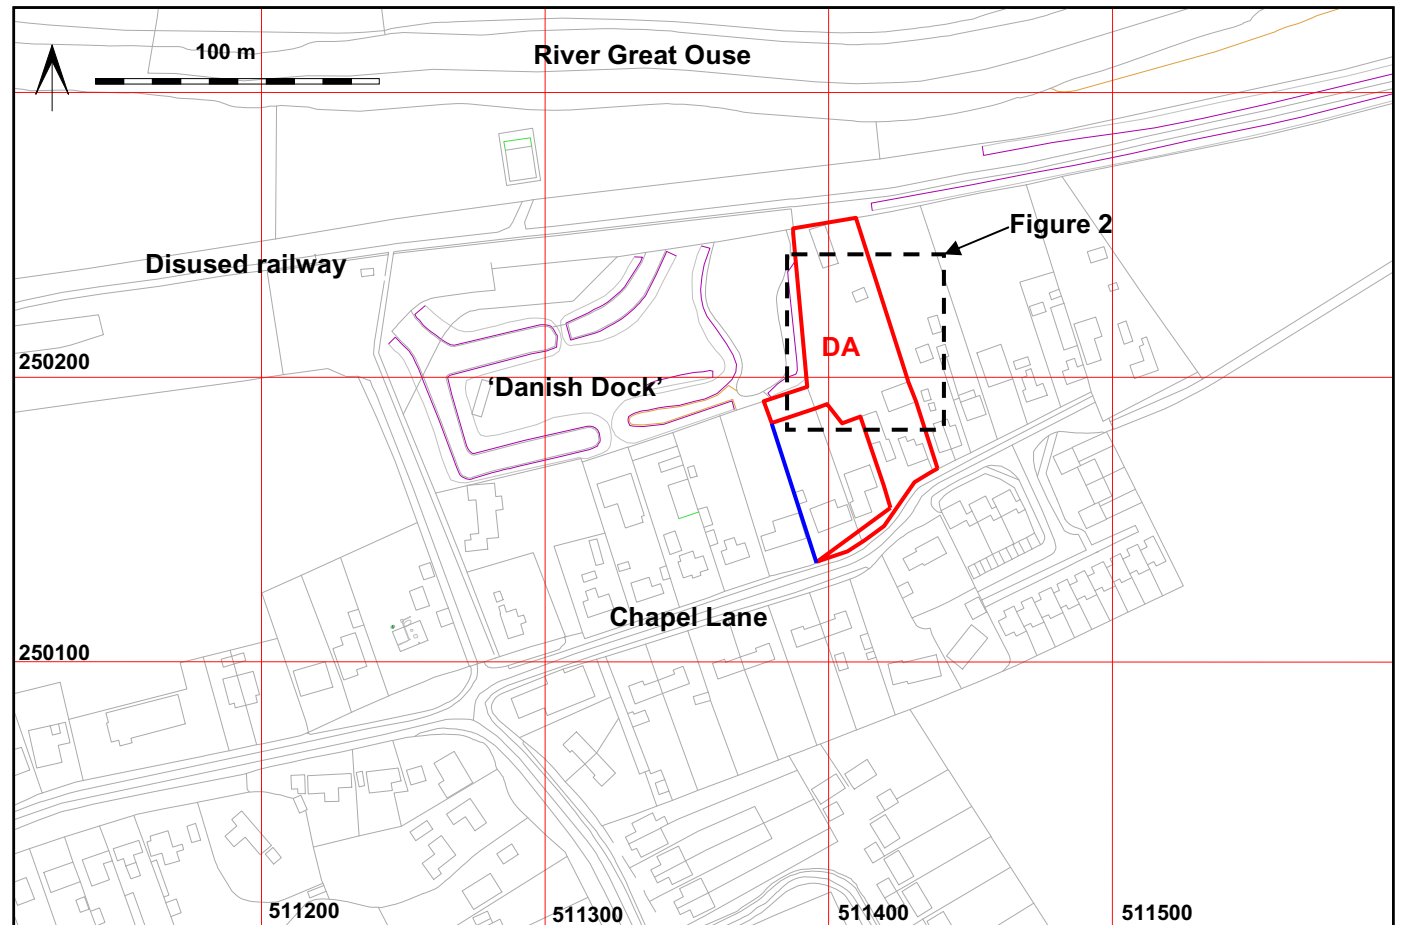 100 m
River Great Ouse
Figure 2
Disused railway
DA
250200
‘Danish Dock’
Chapel Lane
250100
511200
511300
511400
511500